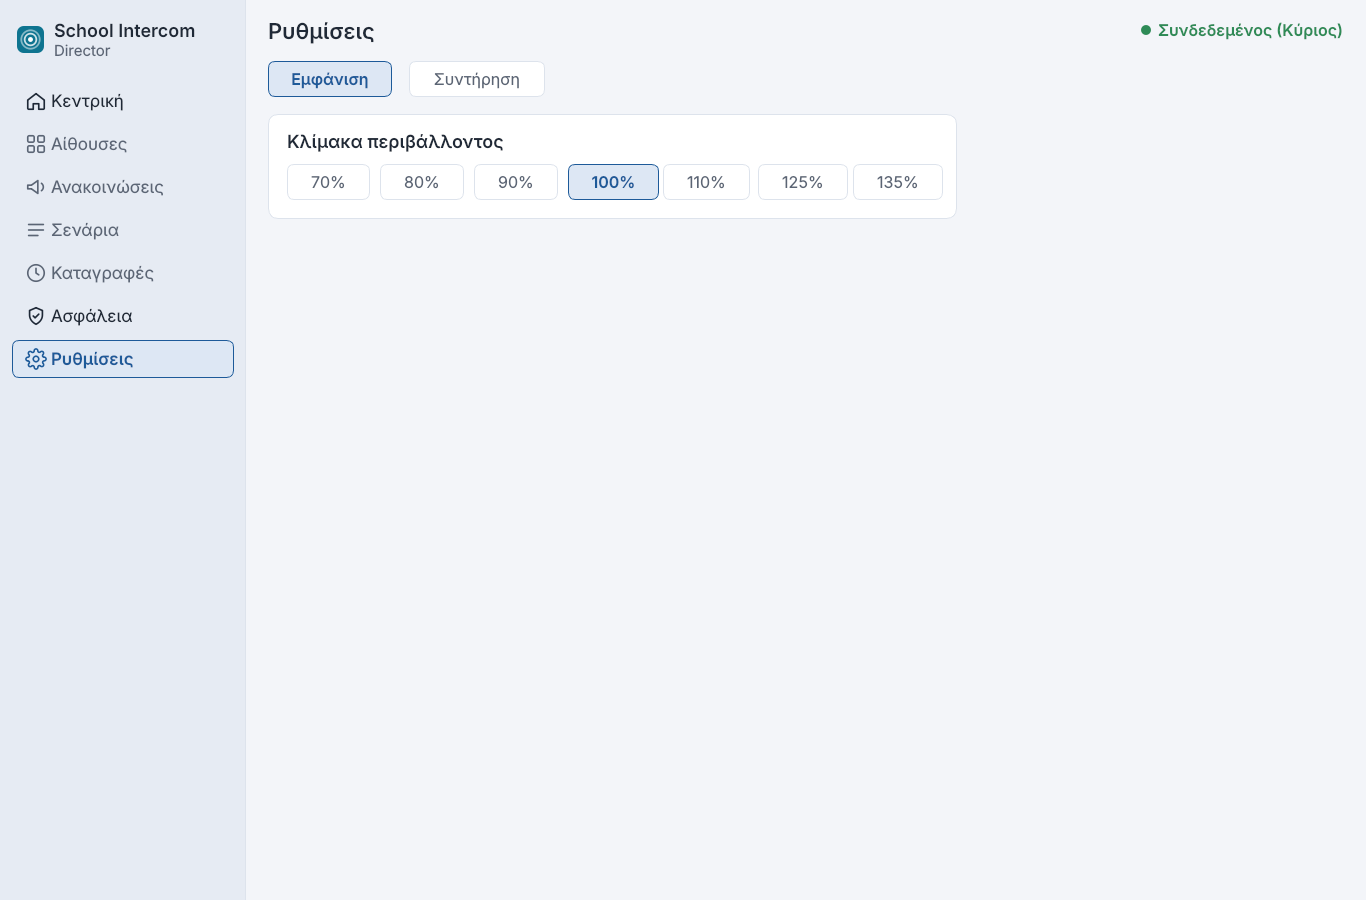 School Intercom
Director
Κεντρική
Αίθουσες
Ανακοινώσεις
Σενάρια
Καταγραφές
Ασφάλεια
Ρυθμίσεις
Ρυθμίσεις
Συνδεδεμένος (Κύριος)
Εμφάνιση Συντήρηση
Κλίμακα περιβάλλοντος
70% 80% 90% 100% 110% 125% 135%